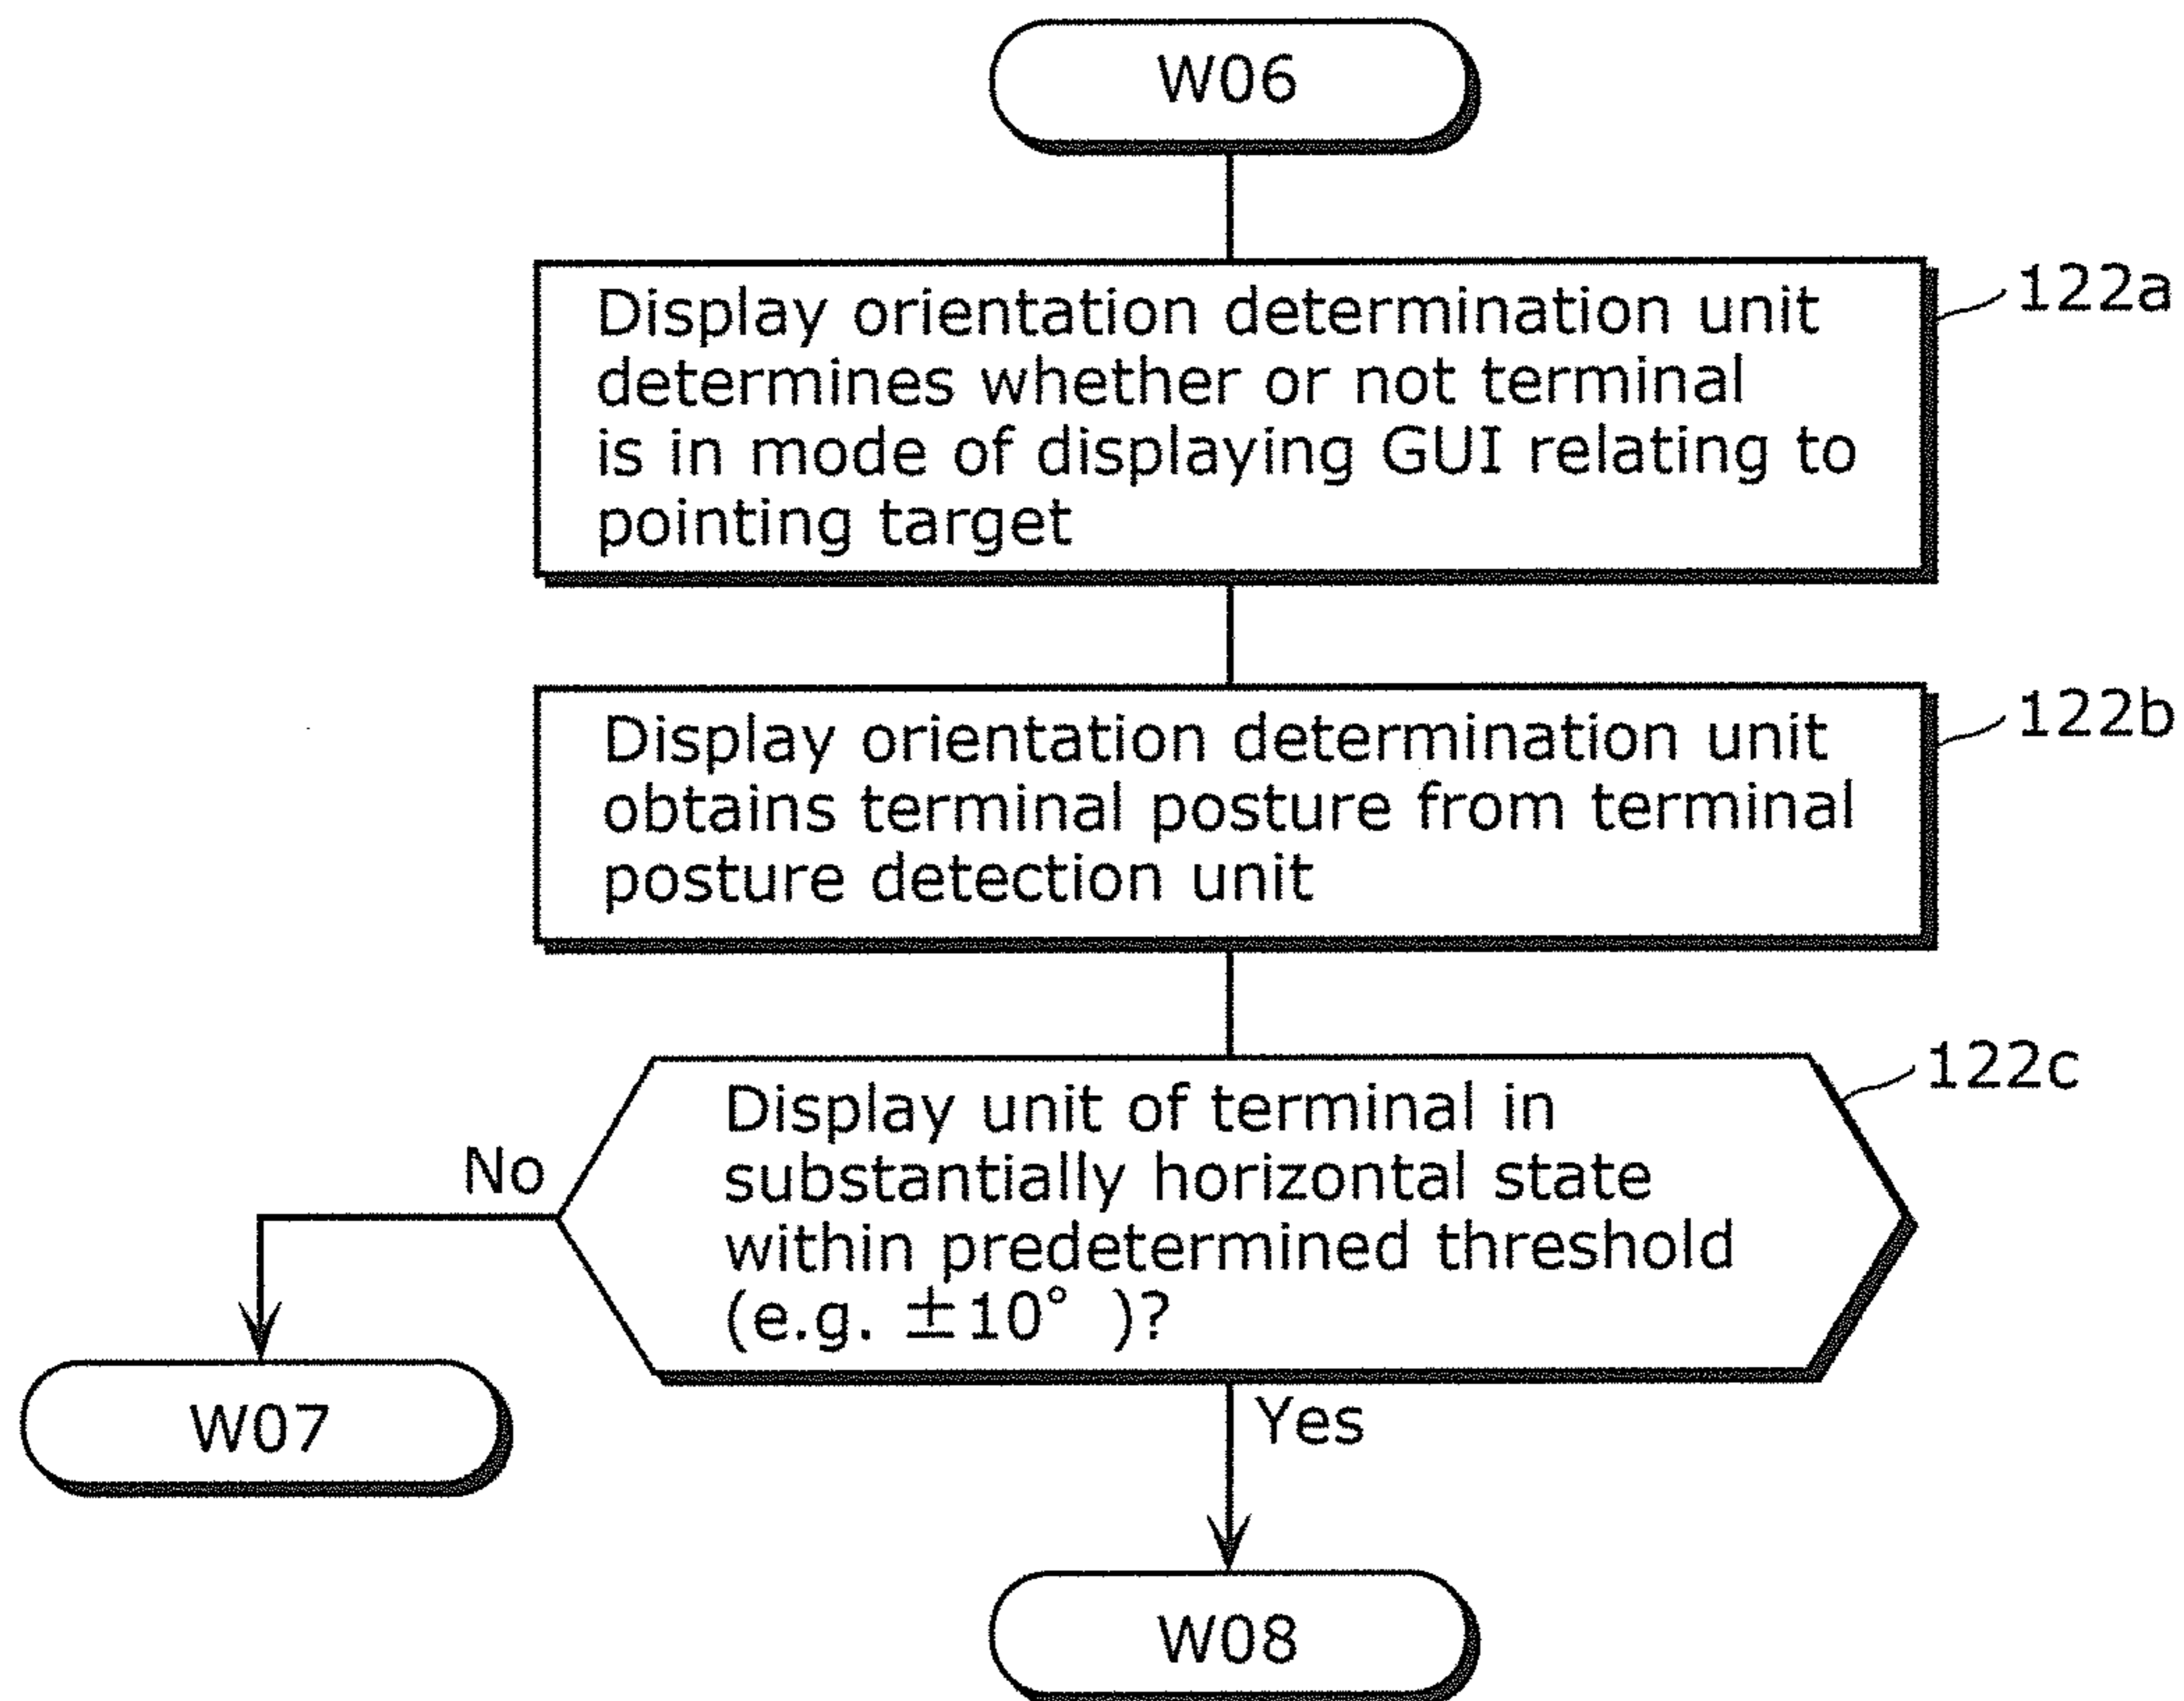 W06
Display orientation determination unit
determines whether or not terminal
is in mode of displaying GUI relating to
pointing target
122a
Display orientation determination unit
obtains terminal posture from terminal
posture detection unit
122b
Display unit of terminal in
substantially horizontal state
within predetermined threshold
(e.g. ±10° )?
122c
No
Yes
W07
W08